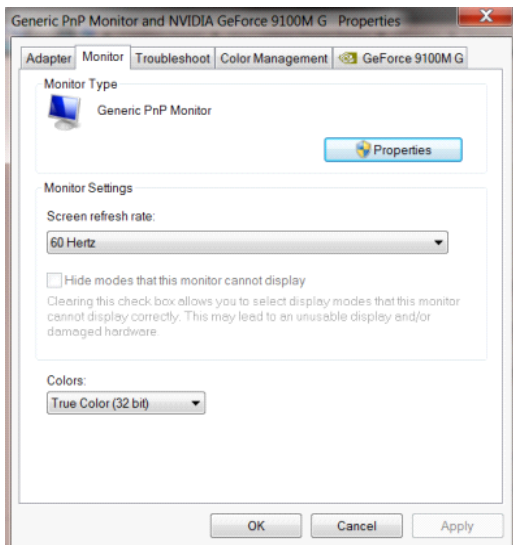 Generic PnP Monitor and NVIDIA GeForce 9100M G Properties
Adapter Monitor Troubleshoot Color Management GeForce 9100M G
Monitor Type
Generic PnP Monitor
Properties
Monitor Settings
Screen refresh rate:
60 Hertz
Hide modes that this monitor cannot display
Clearing this check box allows you to select display modes that this monitor
cannot display correctly. This may lead to an unusable display and/or
damaged hardware.
Colors:
True Color (32 bit)
OK Cancel Apply